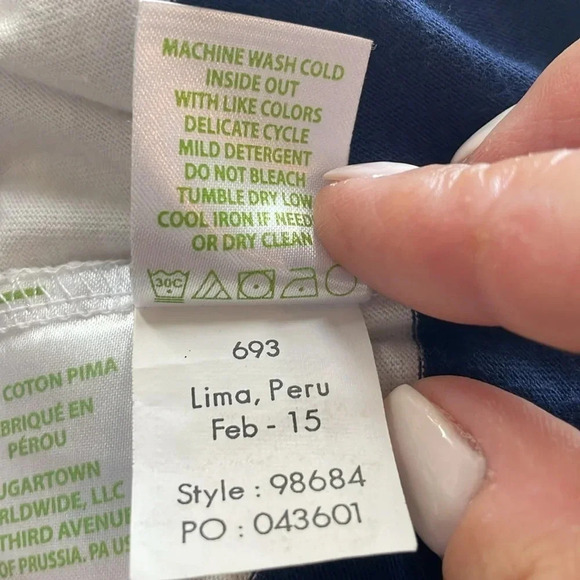 MACHINE WASH COLD
INSIDE OUT
WITH LIKE COLORS
DELICATE CYCLE
MILD DETERGENT
DO NOT BLEACH
TUMBLE DRY LOW
COOL IRON IF NEED
OR DRY CLEAN
30C
693
Lima, Peru
Feb - 15
Style : 98684
PO : 043601
COTON PIMA
BRIQUÉ EN
PÉROU
UGARTOWN
RLDWIDE, LLC
THIRD AVENUE
OF PRUSSIA. PA US